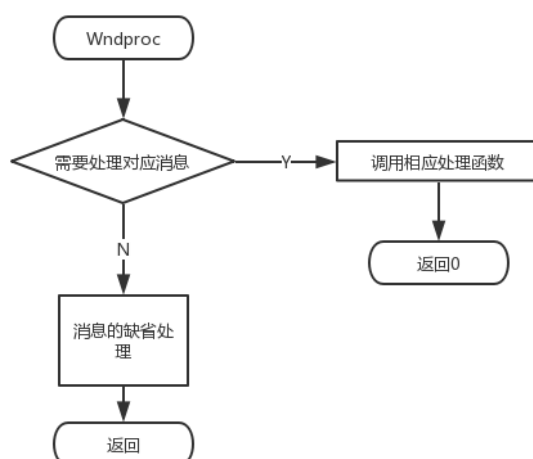 Wndproc
需要处理对应消息
Y
调用相应处理函数
N
返回0
消息的缺省处
理
返回